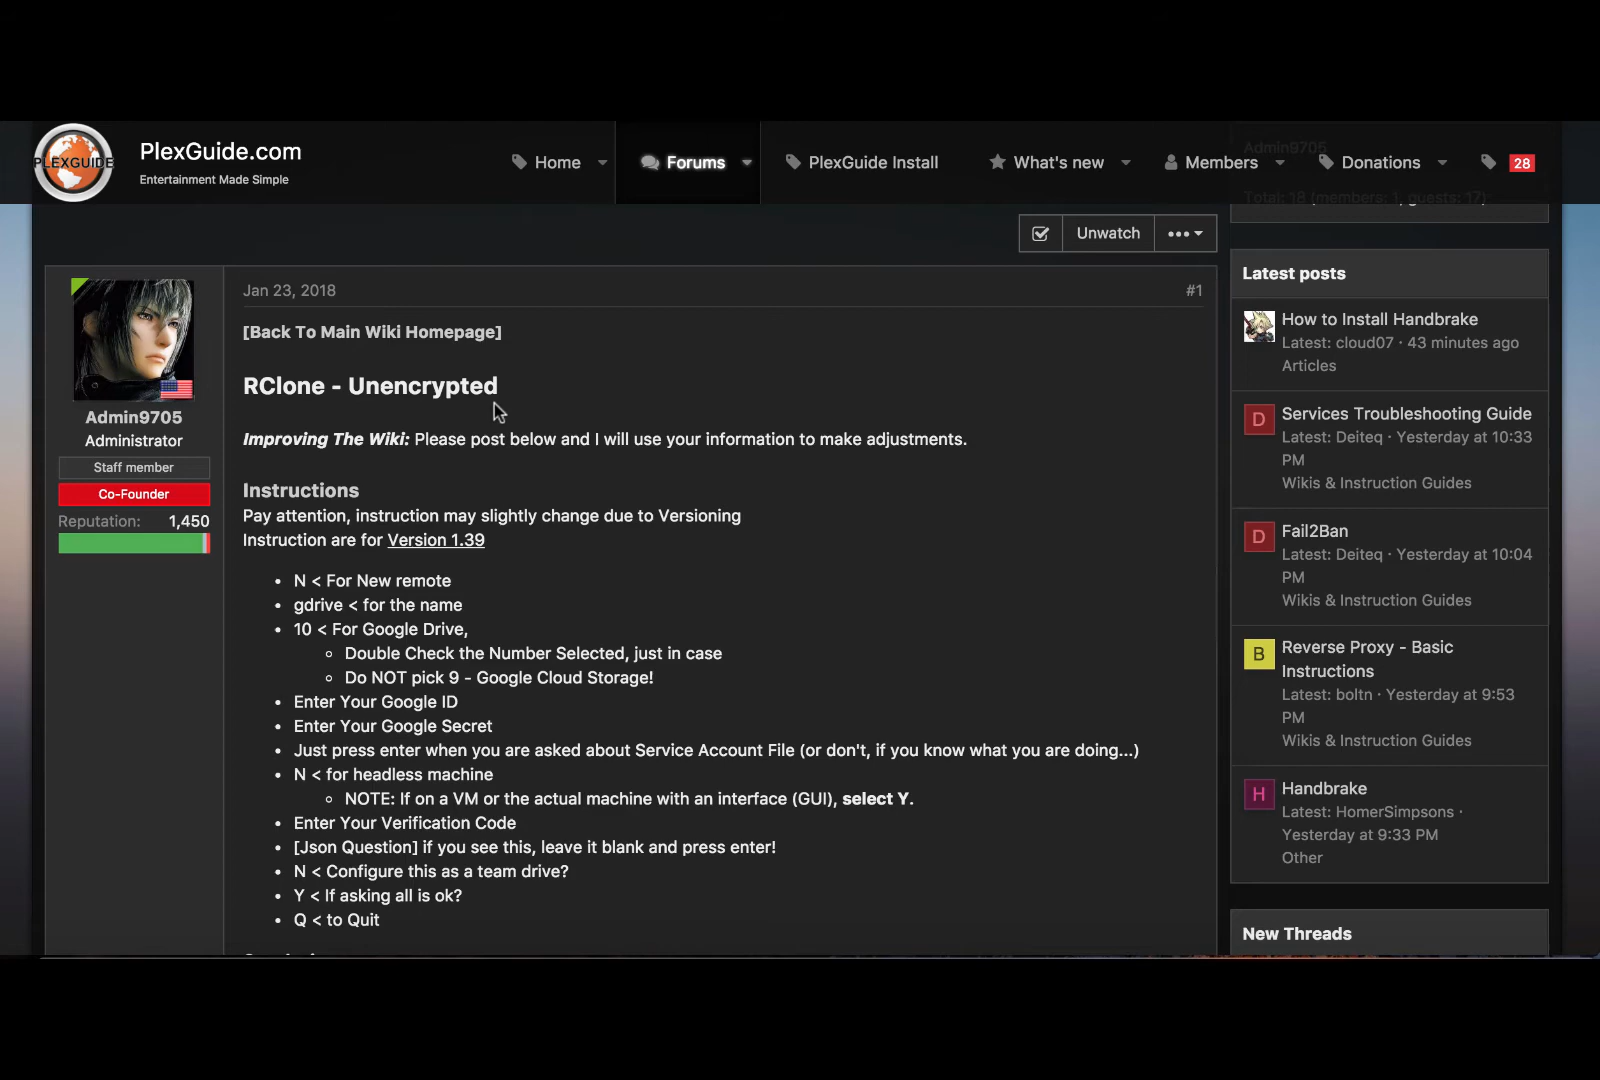 PLEXGUIDE
PlexGuide.com
Entertainment Made Simple
Home
Forums
PlexGuide Install
What's new
Members
Donations
28
Admin9705
Total: 18 (members: 1, guests: 17)
Unwatch
Jan 23, 2018
#1
[Back To Main Wiki Homepage]
RClone - Unencrypted
Improving The Wiki: Please post below and I will use your information to make adjustments.
Instructions
Pay attention, instruction may slightly change due to Versioning
Instruction are for Version 1.39
• N < For New remote
• gdrive < for the name
• 10 < For Google Drive,
◦ Double Check the Number Selected, just in case
◦ Do NOT pick 9 - Google Cloud Storage!
• Enter Your Google ID
• Enter Your Google Secret
• Just press enter when you are asked about Service Account File (or don't, if you know what you are doing...)
• N < for headless machine
◦ NOTE: If on a VM or the actual machine with an interface (GUI), select Y.
• Enter Your Verification Code
• [Json Question] if you see this, leave it blank and press enter!
• N < Configure this as a team drive?
• Y < If asking all is ok?
• Q < to Quit
Admin9705
Administrator
Staff member
Co-Founder
Reputation: 1,450
Latest posts
How to Install Handbrake
Latest: cloud07 · 43 minutes ago
Articles
D
Services Troubleshooting Guide
Latest: Deiteq · Yesterday at 10:33
PM
Wikis & Instruction Guides
D
Fail2Ban
Latest: Deiteq · Yesterday at 10:04
PM
Wikis & Instruction Guides
B
Reverse Proxy - Basic
Instructions
Latest: boltn · Yesterday at 9:53
PM
Wikis & Instruction Guides
H
Handbrake
Latest: HomerSimpsons ·
Yesterday at 9:33 PM
Other
New Threads